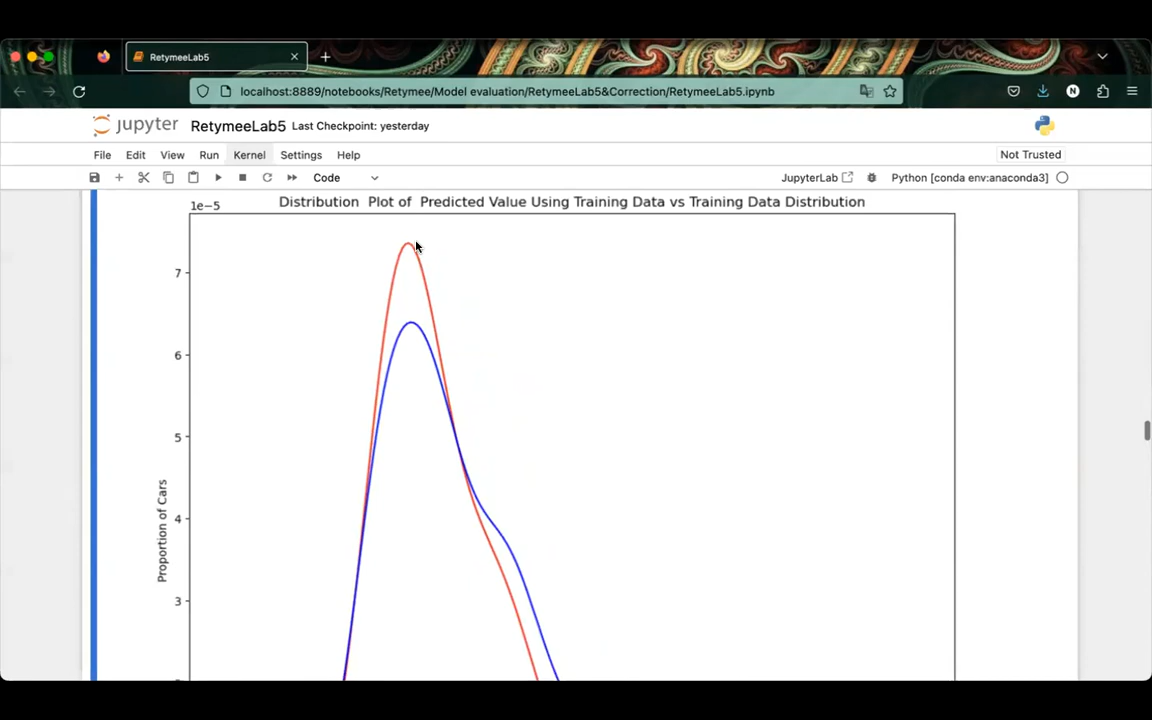 RetymeeLab5
localhost:8889/notebooks/Retymee/Model evaluation/RetymeeLab5&Correction/RetymeeLab5.ipynb
N
jupyter RetymeeLab5 Last Checkpoint: yesterday
File Edit View Run Kernel Settings Help Not Trusted
Code JupyterLab Python [conda env:anaconda3]
Distribution Plot of Predicted Value Using Training Data vs Training Data Distribution
1e−5
7
6
5
4
3
Proportion of Cars